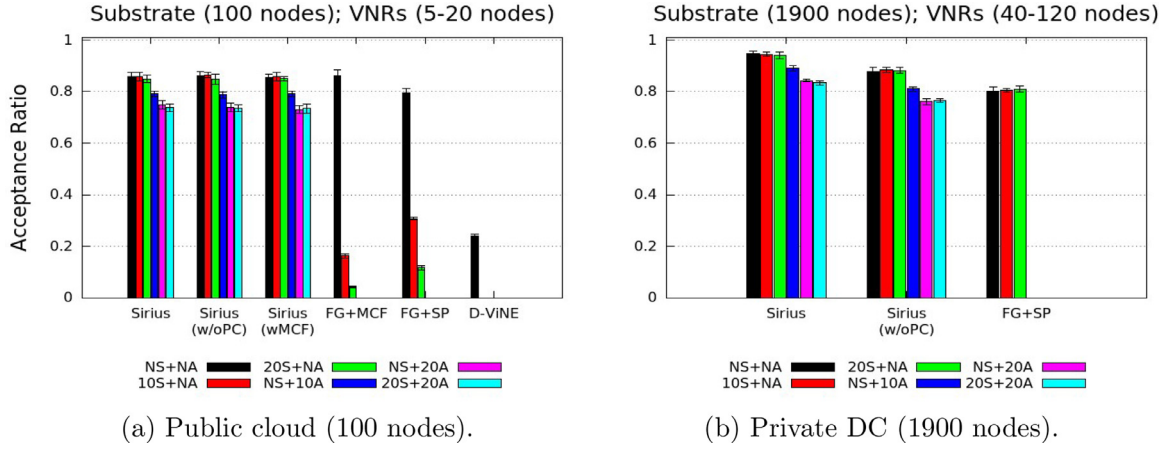 Substrate (100 nodes); VNRs (5-20 nodes)
Acceptance Ratio
1
0.8
0.6
0.4
0.2
0
Sirius
Sirius
(w/oPC)
Sirius
(wMCF)
FG+MCF
FG+SP
D-ViNE
NS+NA
20S+NA
NS+20A
10S+NA
NS+10A
20S+20A
(a) Public cloud (100 nodes).
Substrate (1900 nodes); VNRs (40-120 nodes)
1
0.8
0.6
0.4
0.2
0
Sirius
Sirius
(w/oPC)
FG+SP
NS+NA
20S+NA
NS+20A
10S+NA
NS+10A
20S+20A
(b) Private DC (1900 nodes).